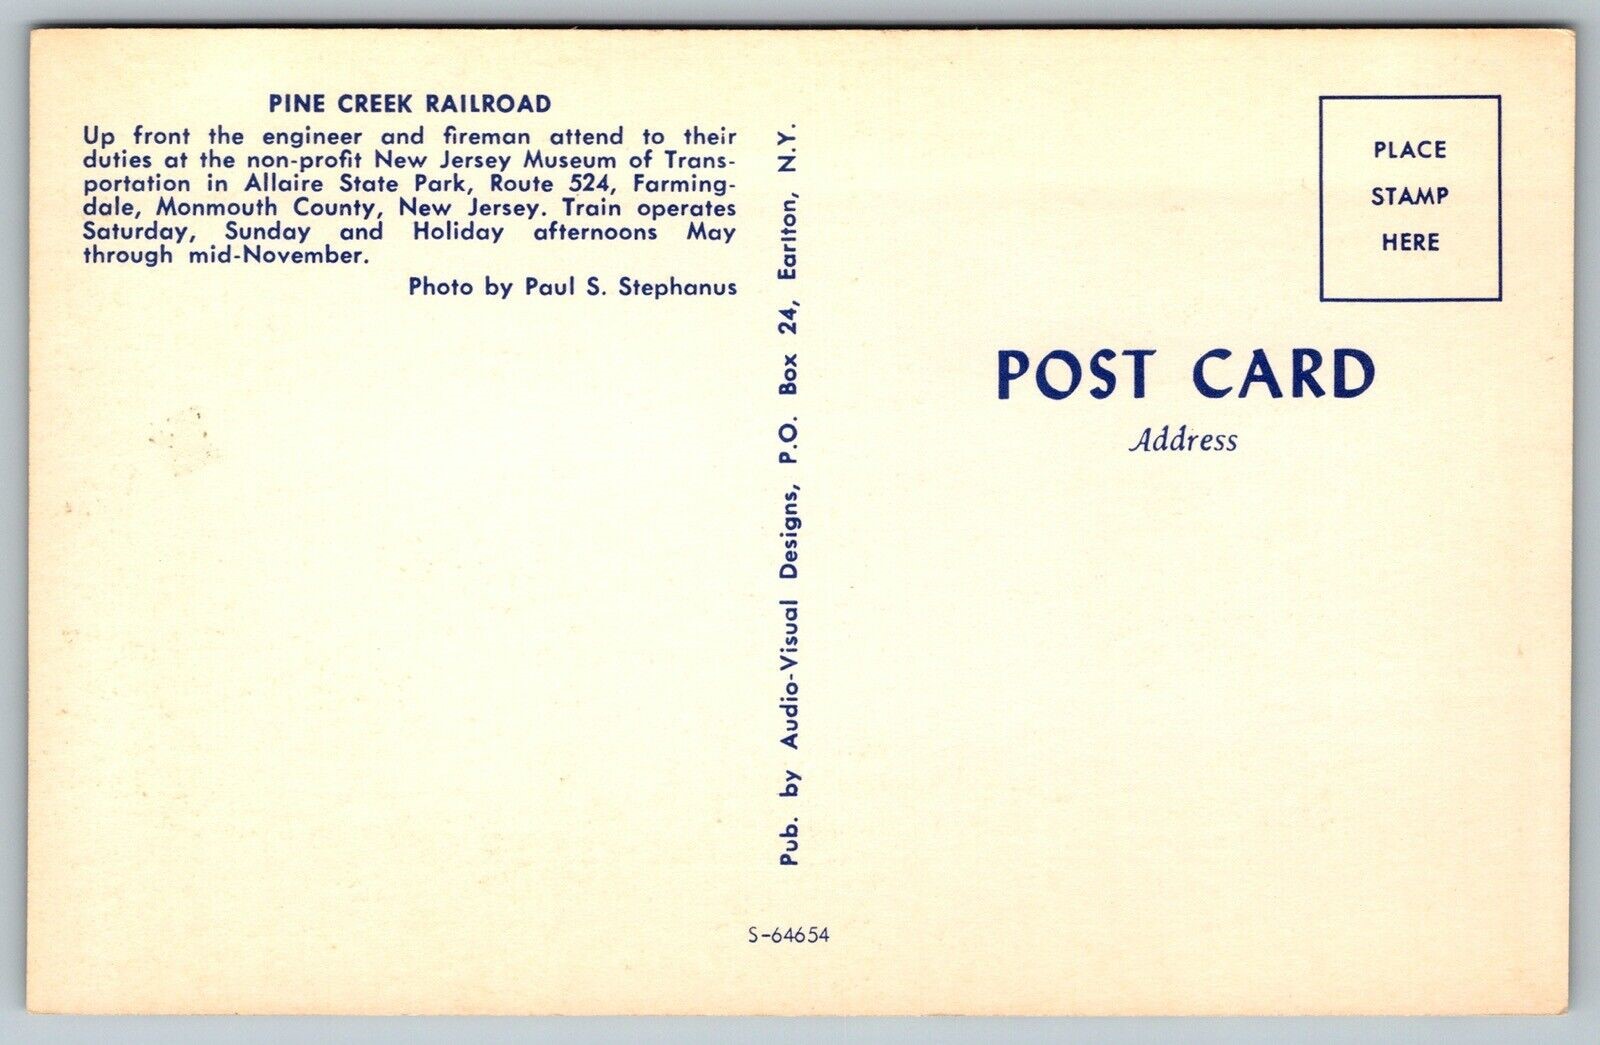 PINE CREEK RAILROAD
Up front the engineer and fireman attend to their
duties at the non-profit New Jersey Museum of Trans-
portation in Allaire State Park, Route 524, Farming-
dale, Monmouth County, New Jersey. Train operates
Saturday, Sunday and Holiday afternoons May
through mid-November.
Photo by Paul S. Stephanus
Pub. by Audio-Visual Designs, P.O. Box 24, Earlton, N.Y.
S-64654
PLACE
STAMP
HERE
POST CARD
Address